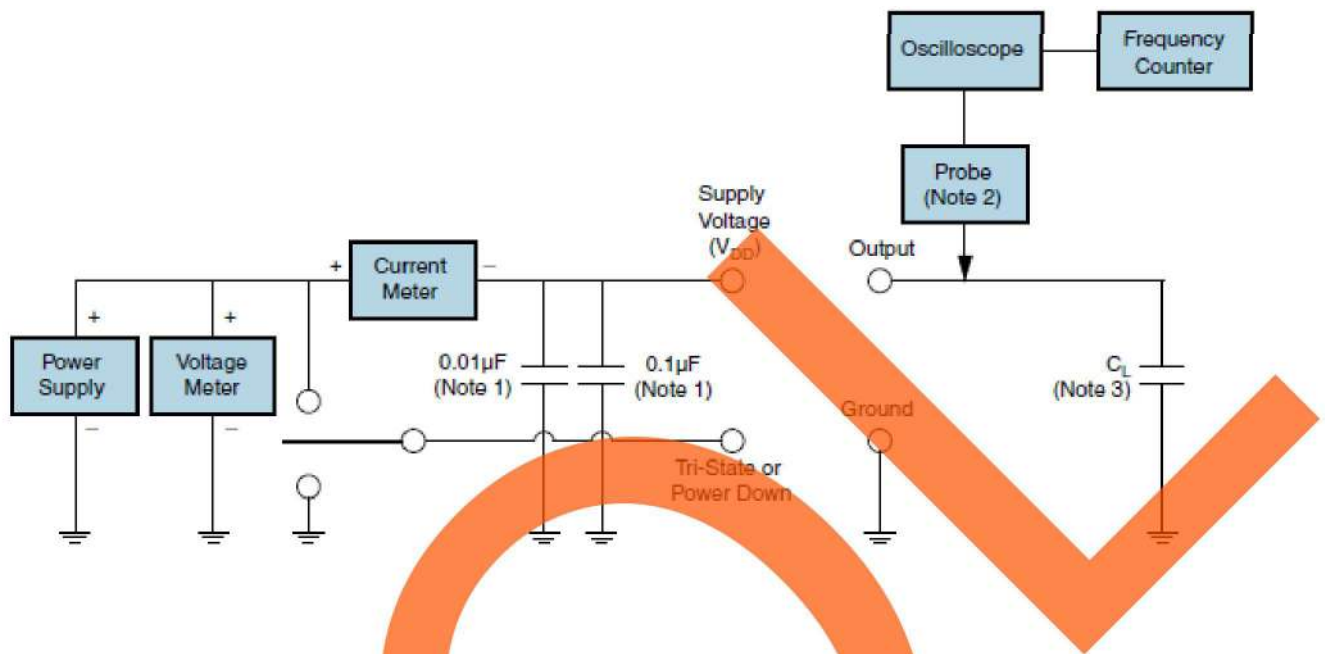 Oscilloscope
Frequency
Counter
Probe
(Note 2)
Supply
Voltage
(VDD)
Output
+
Current
Meter
–
+
+
Power
Supply
Voltage
Meter
0.01µF
(Note 1)
0.1µF
(Note 1)
CL
(Note 3)
–
–
Ground
Tri-State or
Power Down